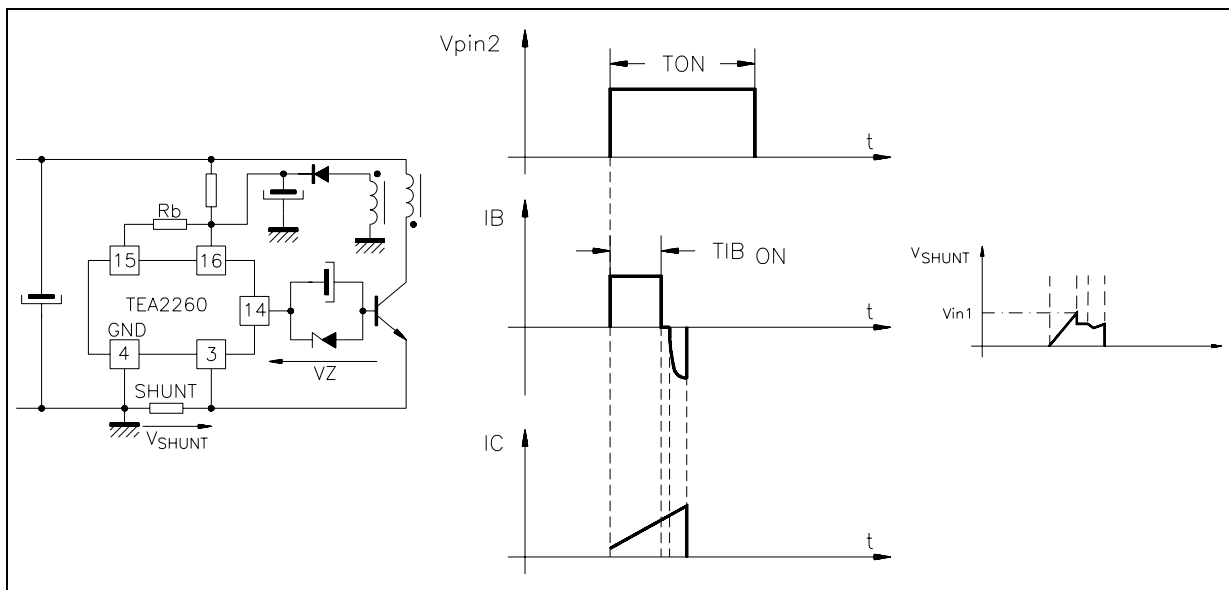 Vpin2
TON
t
Rb
15
16
TEA2260
14
GND
4
3
VZ
SHUNT
VSHUNT
IB
TIB ON
t
VSHUNT
Vin1
IC
t